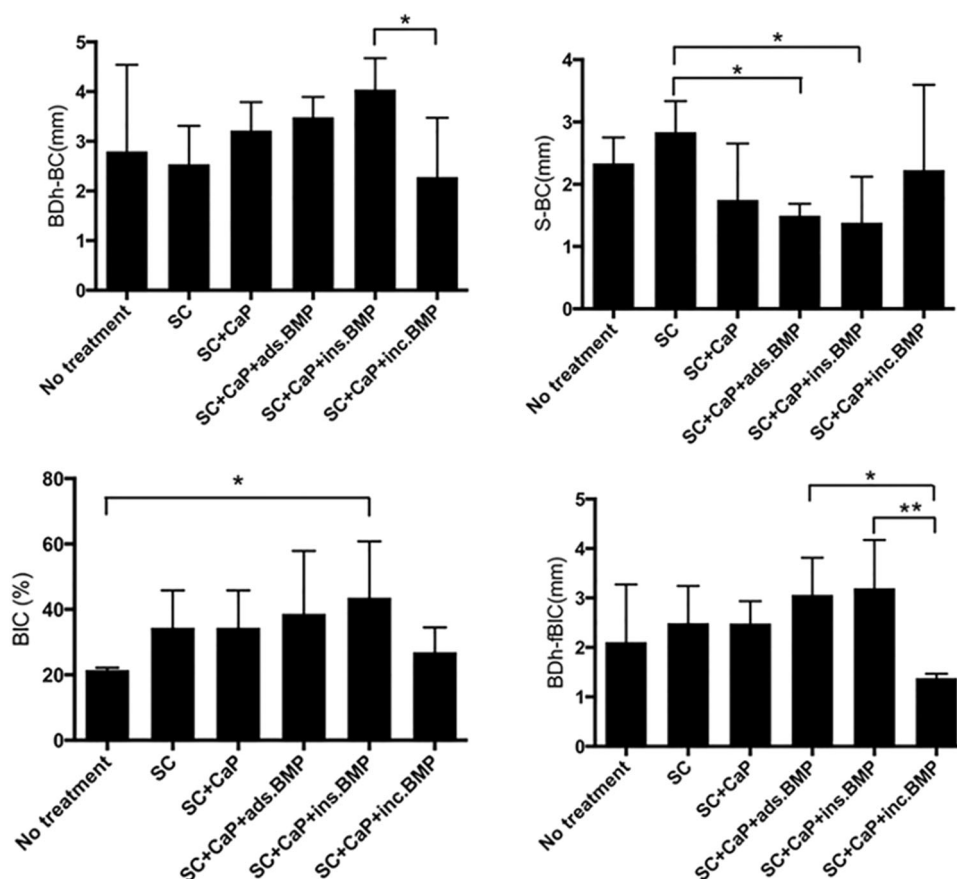 *
5
4
3
2
1
0
BDh-BC(mm)
No treatment
SC
SC+CaP
SC+CaP+ads.BMP
SC+CaP+ins.BMP
SC+CaP+inc.BMP
*
*
4
3
2
1
0
S-BC(mm)
No treatment
SC
SC+CaP
SC+CaP+ads.BMP
SC+CaP+ins.BMP
SC+CaP+inc.BMP
*
80
60
40
20
0
BIC (%)
No treatment
SC
SC+CaP
SC+CaP+ads.BMP
SC+CaP+ins.BMP
SC+CaP+inc.BMP
*
**
5
4
3
2
1
0
BDh-fBIC(mm)
No treatment
SC
SC+CaP
SC+CaP+ads.BMP
SC+CaP+ins.BMP
SC+CaP+inc.BMP